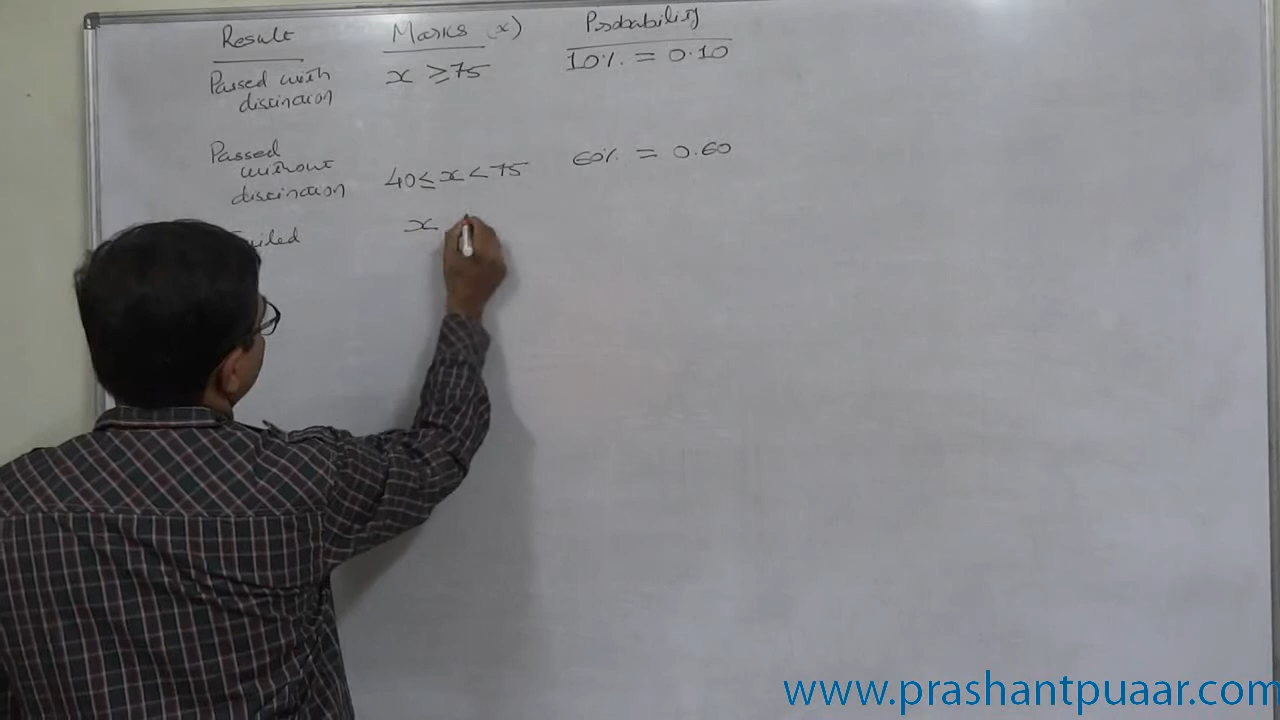 Result Marks (x) Probability
Passed with distinction x ≥ 75 10% = 0.10
Passed without distinction 40 ≤ x < 75 60% = 0.60
Failed x
www.prashantpuaar.com